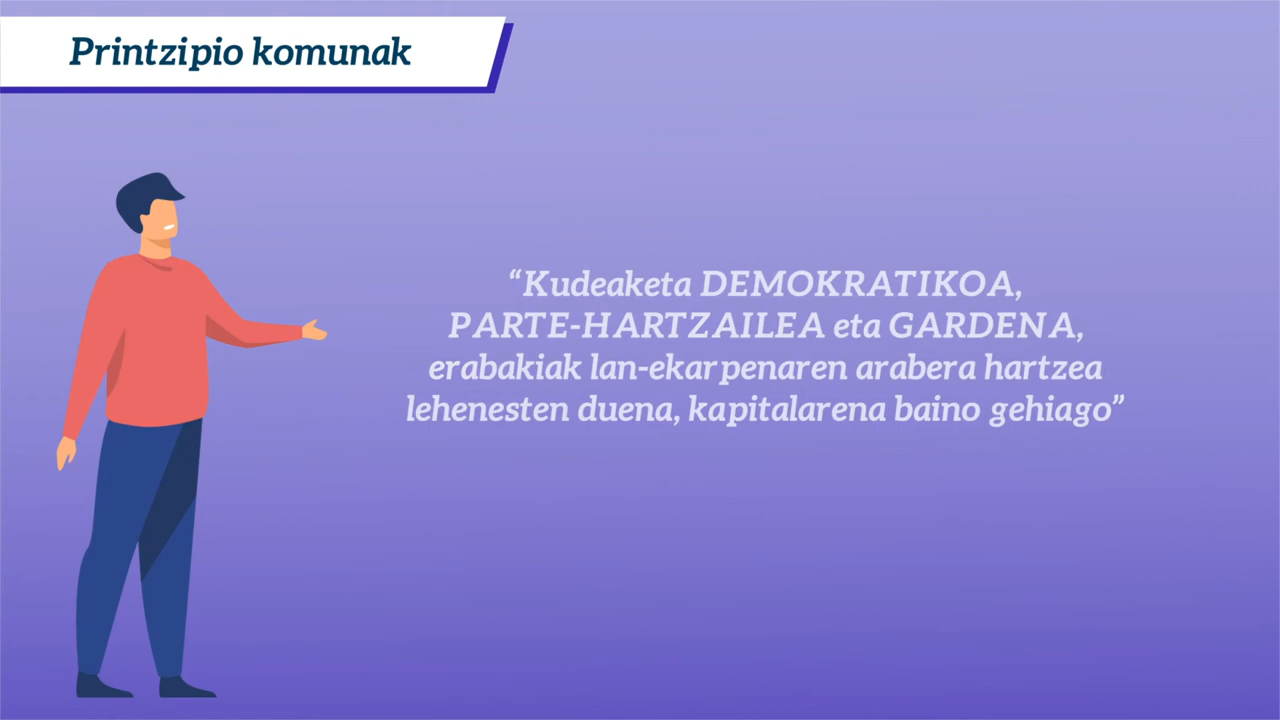 Printzipio komunak
“Kudeaketa DEMOKRATIKOA,
PARTE-HARTZAILEA eta GARDENA,
erabakiak lan-ekarpenaren arabera hartzea
lehenesten duena, kapitalarena baino gehiago”